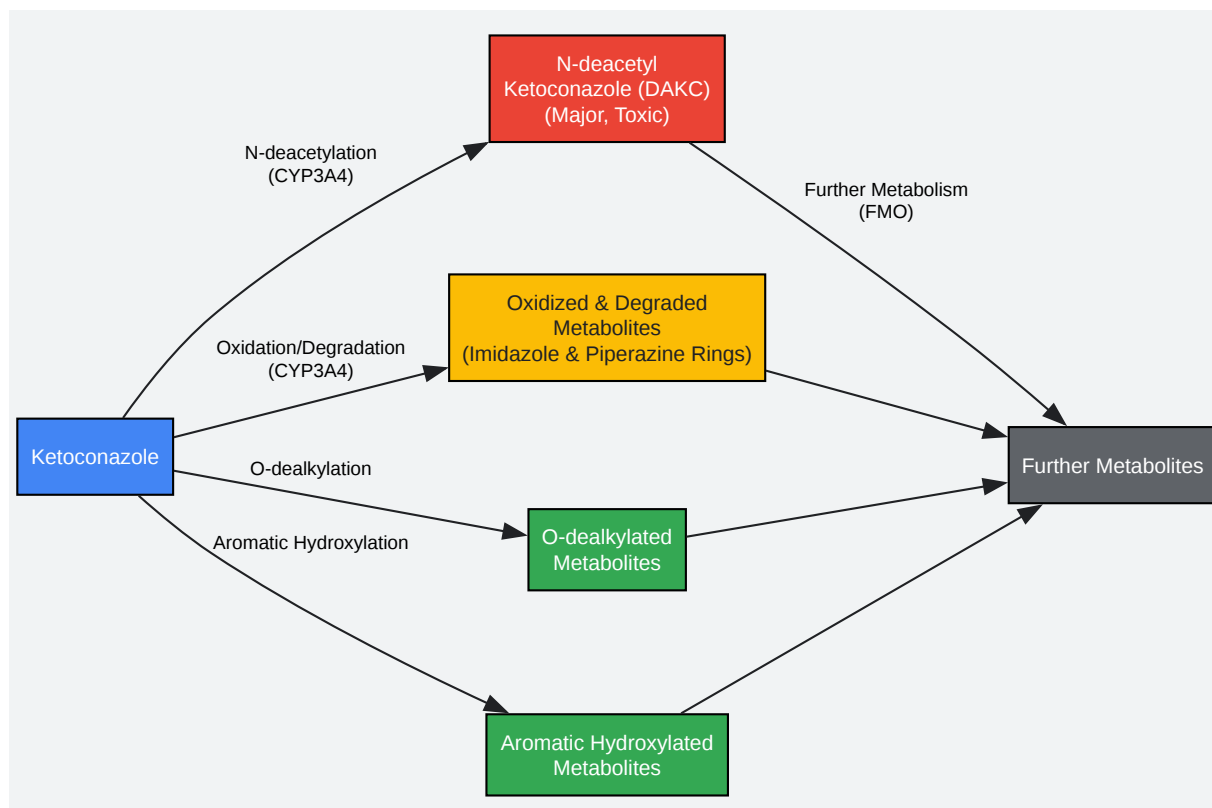 N-deacetyl
Ketoconazole (DAKC)
(Major, Toxic)
N-deacetylation
(CYP3A4)
Further Metabolism
(FMO)
Oxidized & Degraded
Metabolites
(Imidazole & Piperazine Rings)
Oxidation/Degradation
(CYP3A4)
Ketoconazole
Further Metabolites
O-dealkylation
O-dealkylated
Metabolites
Aromatic Hydroxylation
Aromatic Hydroxylated
Metabolites